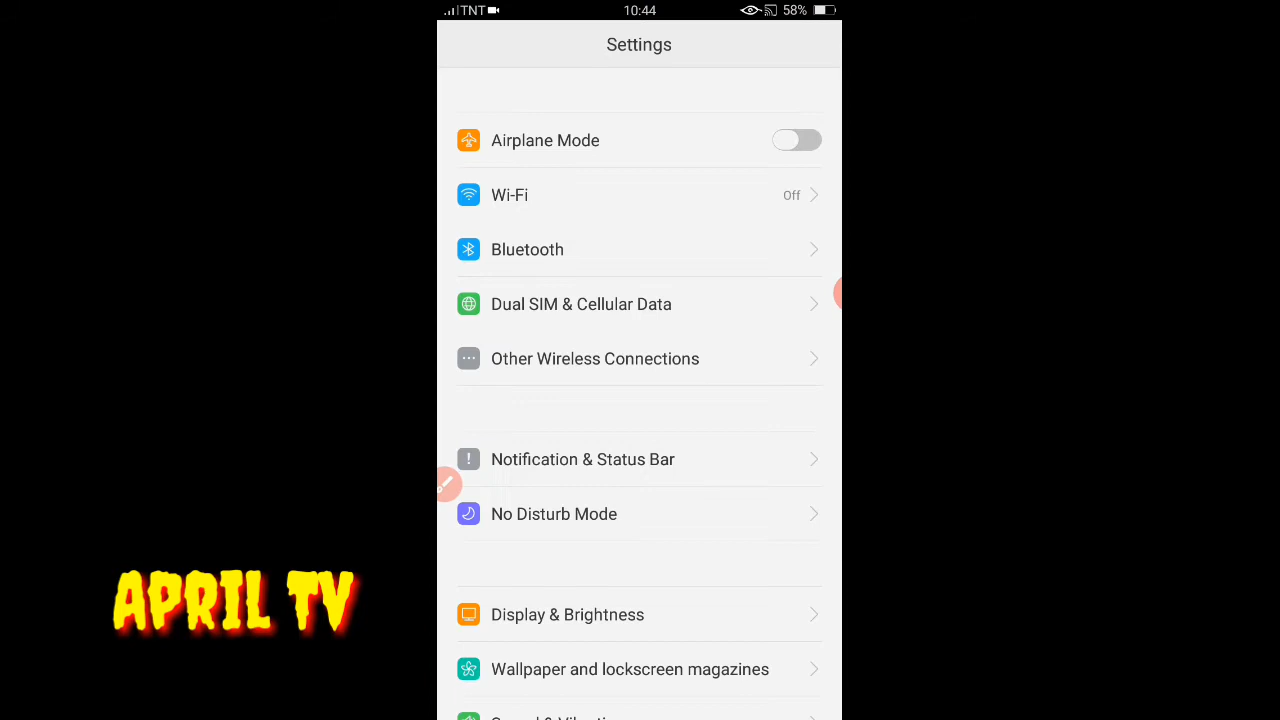 TNT 10:44 58%
Settings
Airplane Mode
Wi-Fi Off
Bluetooth
Dual SIM & Cellular Data
Other Wireless Connections
Notification & Status Bar
No Disturb Mode
APRIL TV
Display & Brightness
Wallpaper and lockscreen magazines